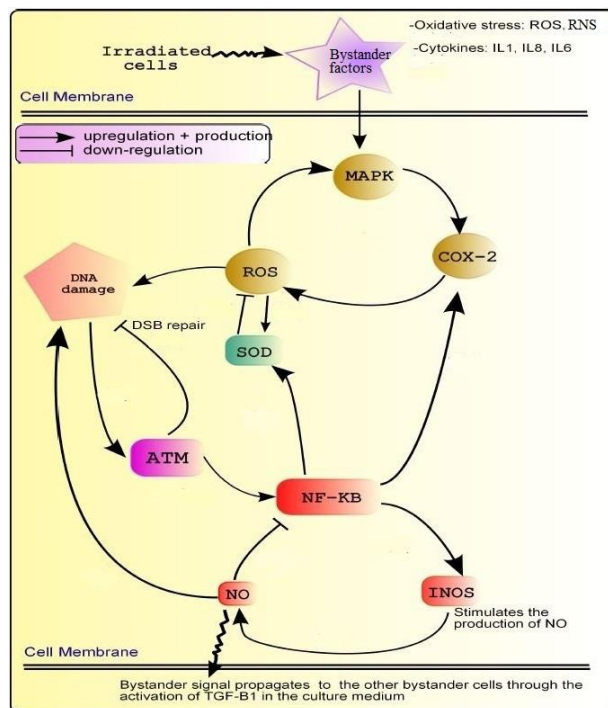 Irradiated
cells
Bystander
factors
-Oxidative stress: ROS, RNS
-Cytokines: IL1, IL8, IL6
Cell Membrane
upregulation + production
down-regulation
MAPK
COX-2
ROS
DNA
damage
DSB repair
SOD
ATM
NF-KB
NO
INOS
Stimulates the
production of NO
Cell Membrane
Bystander signal propagates to the other bystander cells through the
activation of TGF-B1 in the culture medium